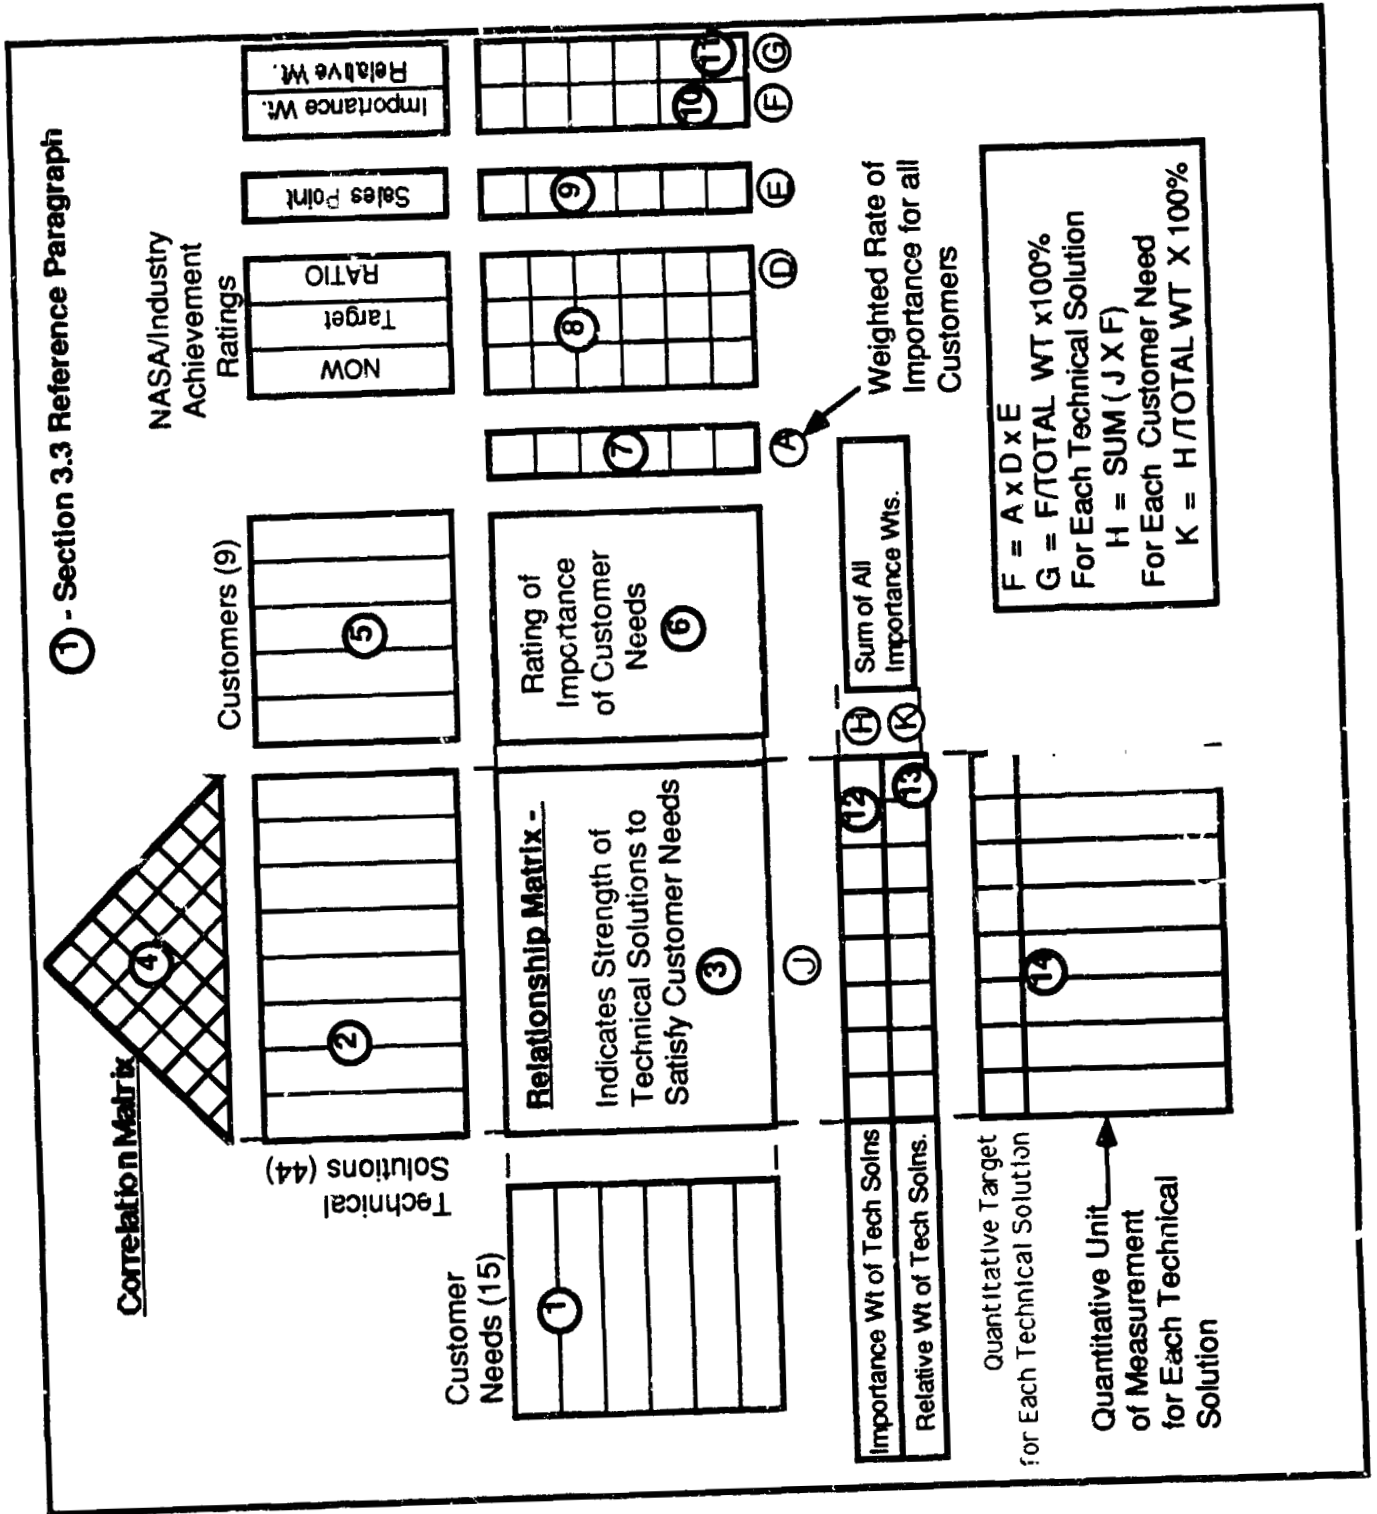 ① - Section 3.3 Reference Paragraph
Correlation Matrix
4
Technical
Solutions (44)
2
Customers (9)
5
NASA/Industry
Achievement
Ratings
NOW
Target
RATIO
Sales Point
Importance Wt.
Relative Wt.
Customer
Needs (15)
1
Relationship Matrix -
Indicates Strength of
Technical Solutions to
Satisfy Customer Needs
3
J
Rating of
Importance
of Customer
Needs
6
7
A
8
D
9
E
10
F
11
G
Weighted Rate of
Importance for all
Customers
Importance Wt of Tech Solns
Relative Wt of Tech Solns.
12
13
H
K
Sum of All
Importance Wts.
Quantitative Target
for Each Technical Solution
14
Quantitative Unit
of Measurement
for Each Technical
Solution
F = A x D x E
G = F/TOTAL WT x100%
For Each Technical Solution
H = SUM ( J X F)
For Each Customer Need
K = H/TOTAL WT X 100%